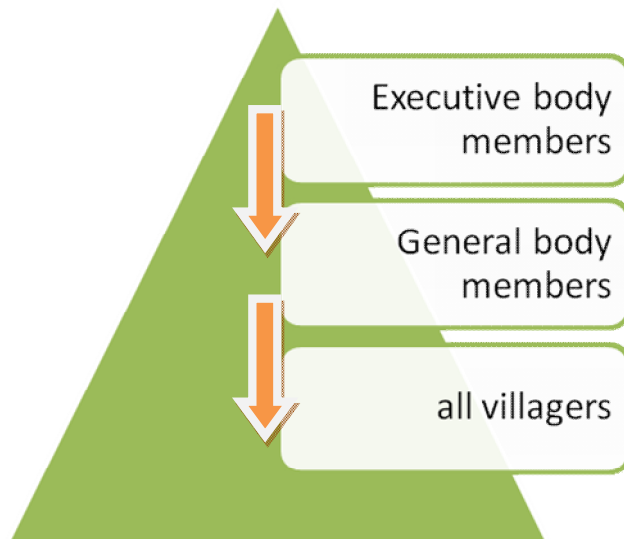 Executive body
members
General body
members
all villagers